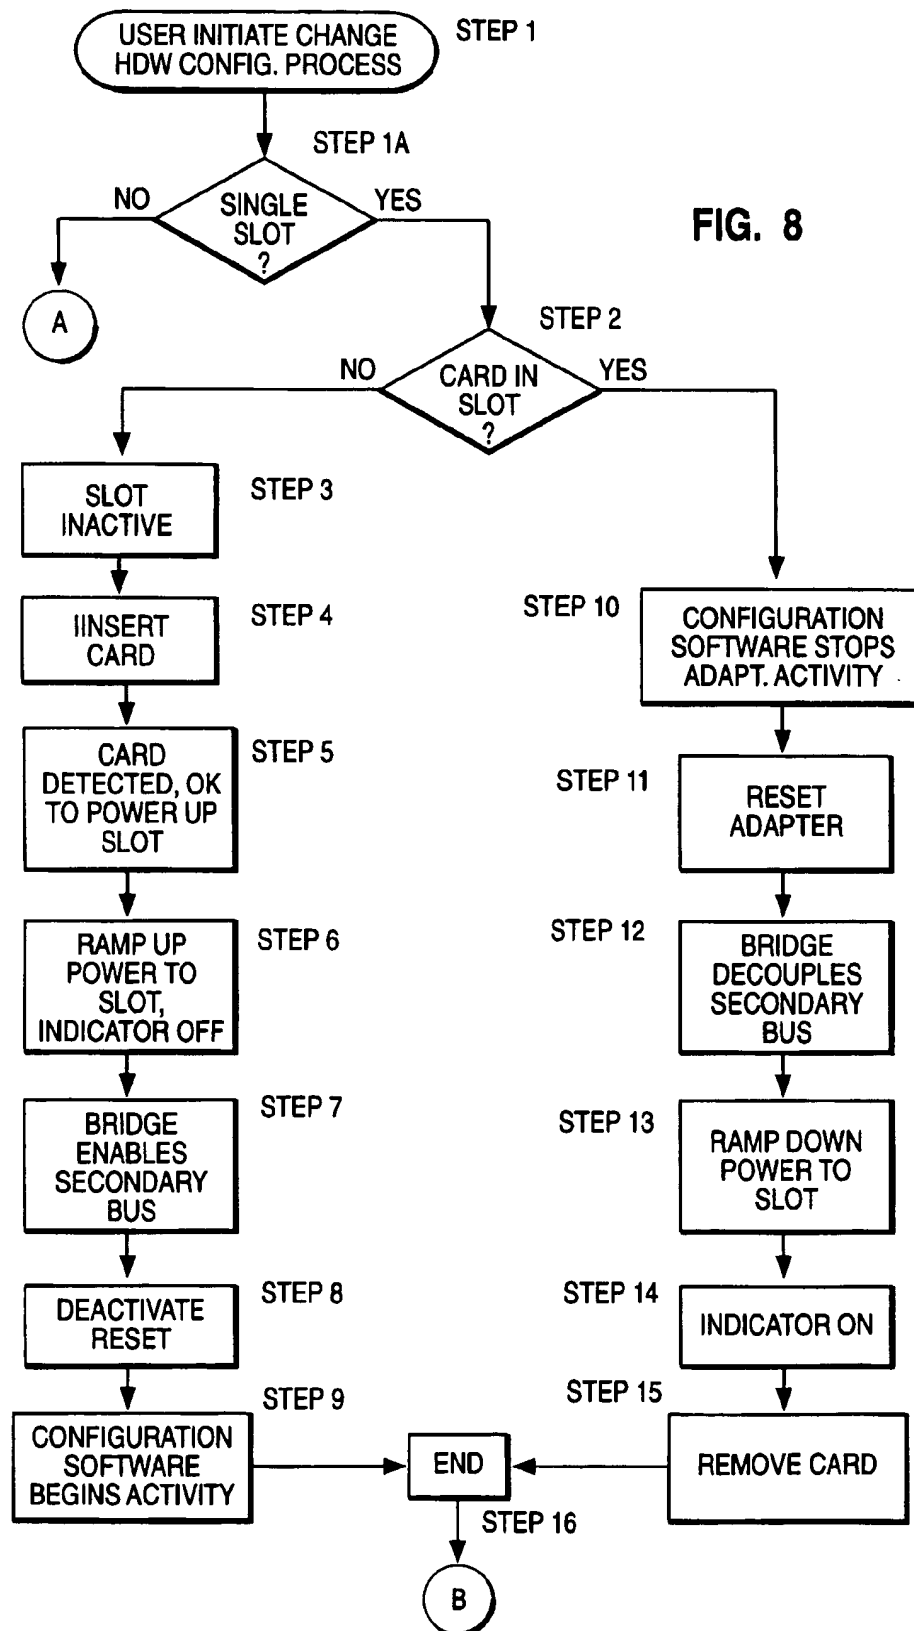 USER INITIATE CHANGE
HDW CONFIG. PROCESS
STEP 1
STEP 1A
NO
SINGLE
SLOT
?
YES
FIG. 8
A
STEP 2
NO
CARD IN
SLOT
?
YES
SLOT
INACTIVE
STEP 3
IINSERT
CARD
STEP 4
CARD
DETECTED, OK
TO POWER UP
SLOT
STEP 5
RAMP UP
POWER TO
SLOT,
INDICATOR OFF
STEP 6
BRIDGE
ENABLES
SECONDARY
BUS
STEP 7
DEACTIVATE
RESET
STEP 8
CONFIGURATION
SOFTWARE
BEGINS ACTIVITY
STEP 9
STEP 10
CONFIGURATION
SOFTWARE STOPS
ADAPT. ACTIVITY
STEP 11
RESET
ADAPTER
STEP 12
BRIDGE
DECOUPLES
SECONDARY
BUS
STEP 13
RAMP DOWN
POWER TO
SLOT
STEP 14
INDICATOR ON
STEP 15
REMOVE CARD
END
STEP 16
B